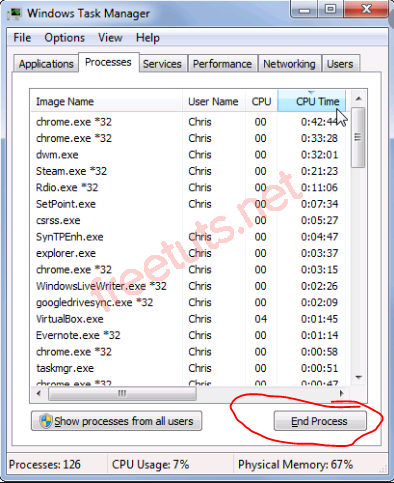 Windows Task Manager
File Options View Help
Applications Processes Services Performance Networking Users
Image Name User Name CPU CPU Time
chrome.exe *32 Chris 00 0:42:44
chrome.exe *32 Chris 00 0:33:28
dwm.exe Chris 00 0:32:01
Steam.exe *32 Chris 00 0:21:23
Rdio.exe *32 Chris 00 0:11:06
SetPoint.exe Chris 00 0:07:34
csrss.exe 00 0:05:27
SynTPEnh.exe Chris 00 0:04:47
explorer.exe Chris 00 0:03:37
chrome.exe *32 Chris 00 0:03:15
WindowsLiveWriter.exe *32 Chris 00 0:02:26
googledrivesync.exe *32 Chris 00 0:02:09
VirtualBox.exe Chris 04 0:01:45
Evernote.exe *32 Chris 00 0:01:14
chrome.exe *32 Chris 00 0:00:58
taskmgr.exe Chris 00 0:00:51
chrome.exe *32 Chris 00 0:00:47
freetuts.net
Show processes from all users End Process
Processes: 126 CPU Usage: 7% Physical Memory: 67%